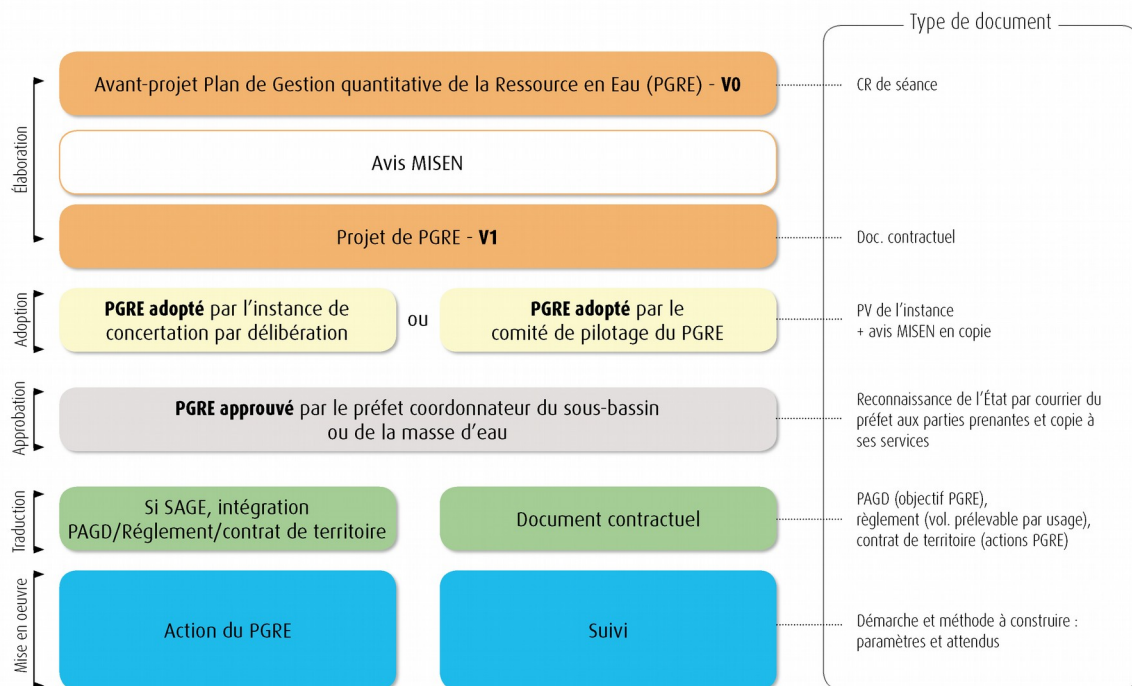 Type de document
Élaboration
Avant-projet Plan de Gestion quantitative de la Ressource en Eau (PGRE) - V0
CR de séance
Avis MISEN
Projet de PGRE - V1
Doc. contractuel
Adoption
PGRE adopté par l'instance de
concertation par délibération
ou
PGRE adopté par le
comité de pilotage du PGRE
PV de l'instance
+ avis MISEN en copie
Approbation
PGRE approuvé par le préfet coordonnateur du sous-bassin
ou de la masse d'eau
Reconnaissance de l'État par courrier du
préfet aux parties prenantes et copie à
ses services
Traduction
Si SAGE, intégration
PAGD/Réglement/contrat de territoire
Document contractuel
PAGD (objectif PGRE),
règlement (vol. prélevable par usage),
contrat de territoire (actions PGRE)
Mise en oeuvre
Action du PGRE
Suivi
Démarche et méthode à construire :
paramètres et attendus